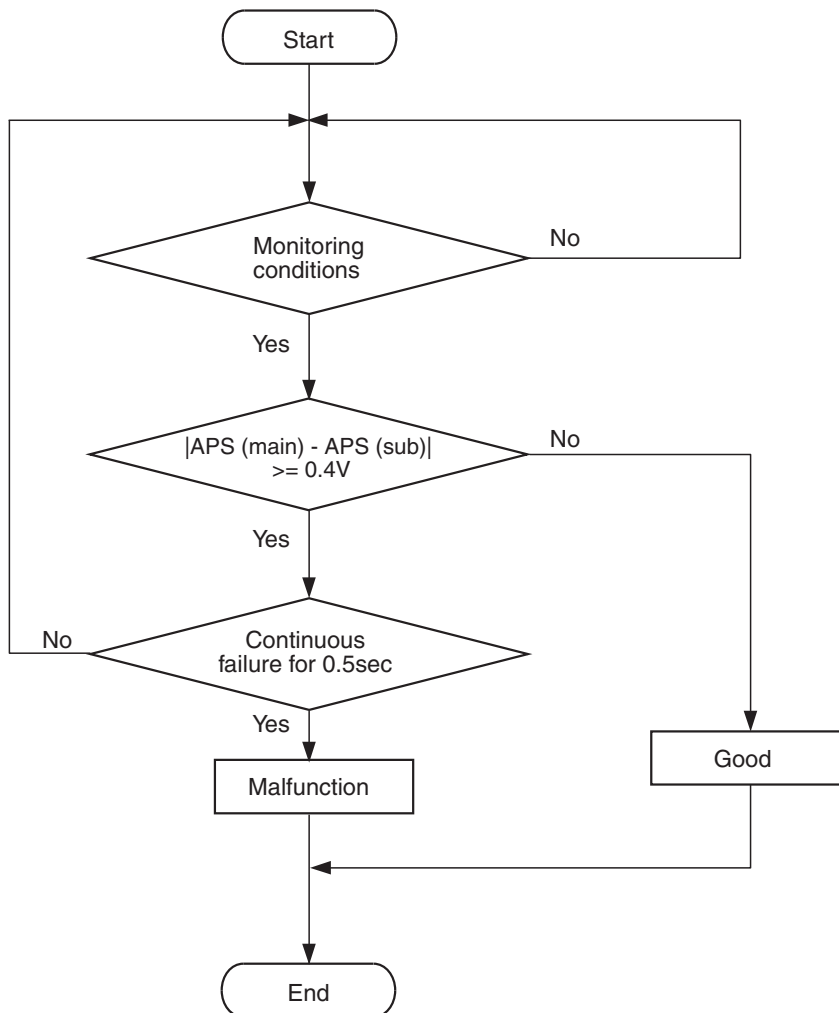 Start
Monitoring
conditions
No
Yes
|APS (main) - APS (sub)|
>= 0.4V
No
Yes
Continuous
failure for 0.5sec
No
Yes
Malfunction
Good
End